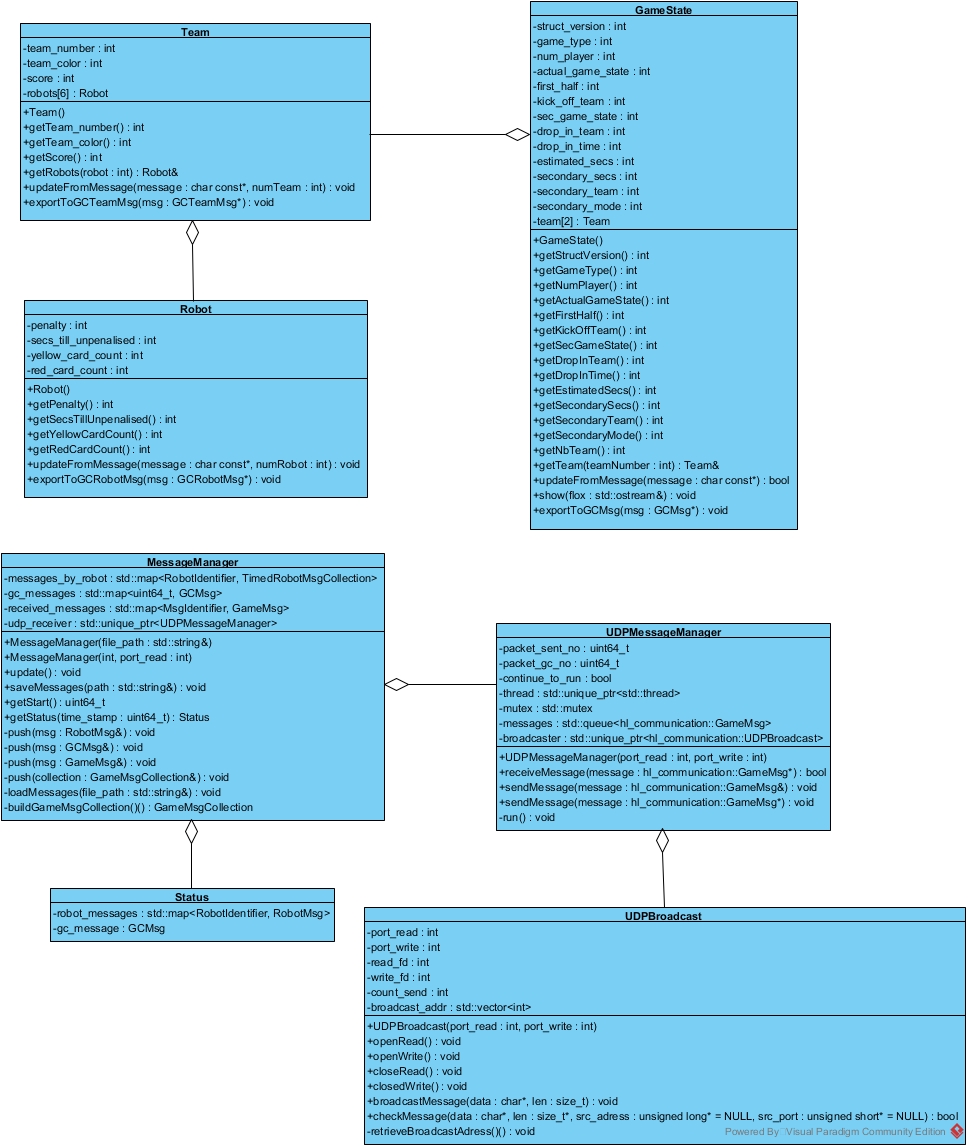 Team
-team_number : int
-team_color : int
-score : int
-robots[6] : Robot
+Team()
+getTeam_number() : int
+getTeam_color() : int
+getScore() : int
+getRobots(robot : int) : Robot&
+updateFromMessage(message : char const*, numTeam : int) : void
+exportToGCTeamMsg(msg : GCTeamMsg*) : void
GameState
-struct_version : int
-game_type : int
-num_player : int
-actual_game_state : int
-first_half : int
-kick_off_team : int
-sec_game_state : int
-drop_in_team : int
-drop_in_time : int
-estimated_secs : int
-secondary_secs : int
-secondary_team : int
-secondary_mode : int
-team[2] : Team
+GameState()
+getStructVersion() : int
+getGameType() : int
+getNumPlayer() : int
+getActualGameState() : int
+getFirstHalf() : int
+getKickOffTeam() : int
+getSecGameState() : int
+getDropInTeam() : int
+getDropInTime() : int
+getEstimatedSecs() : int
+getSecondarySecs() : int
+getSecondaryTeam() : int
+getSecondaryMode() : int
+getNbTeam() : int
+getTeam(teamNumber : int) : Team&
+updateFromMessage(message : char const*) : bool
+show(flox : std::ostream&) : void
+exportToGCMsg(msg : GCMsg*) : void
Robot
-penalty : int
-secs_till_unpenalised : int
-yellow_card_count : int
-red_card_count : int
+Robot()
+getPenalty() : int
+getSecsTillUnpenalised() : int
+getYellowCardCount() : int
+getRedCardCount() : int
+updateFromMessage(message : char const*, numRobot : int) : void
+exportToGCRobotMsg(msg : GCRobotMsg*) : void
MessageManager
-messages_by_robot : std::map<RobotIdentifier, TimedRobotMsgCollection>
-gc_messages : std::map<uint64_t, GCMsg>
-received_messages : std::map<MsgIdentifier, GameMsg>
-udp_receiver : std::unique_ptr<UDPMessageManager>
+MessageManager(file_path : std::string&)
+MessageManager(int, port_read : int)
+update() : void
+saveMessages(path : std::string&) : void
+getStart() : uint64_t
+getStatus(time_stamp : uint64_t) : Status
-push(msg : RobotMsg&) : void
-push(msg : GCMsg&) : void
-push(msg : GameMsg&) : void
-push(collection : GameMsgCollection&) : void
-loadMessages(file_path : std::string&) : void
-buildGameMsgCollection()() : GameMsgCollection
UDPMessageManager
-packet_sent_no : uint64_t
-packet_gc_no : uint64_t
-continue_to_run : bool
-thread : std::unique_ptr<std::thread>
-mutex : std::mutex
-messages : std::queue<hl_communication::GameMsg>
-broadcaster : std::unique_ptr<hl_communication::UDPBroadcast>
+UDPMessageManager(port_read : int, port_write : int)
+receiveMessage(message : hl_communication::GameMsg*) : bool
+sendMessage(message : hl_communication::GameMsg&) : void
+sendMessage(message : hl_communication::GameMsg*) : void
-run() : void
Status
-robot_messages : std::map<RobotIdentifier, RobotMsg>
-gc_message : GCMsg
UDPBroadcast
-port_read : int
-port_write : int
-read_fd : int
-write_fd : int
-count_send : int
-broadcast_addr : std::vector<int>
+UDPBroadcast(port_read : int, port_write : int)
+openRead() : void
+openWrite() : void
+closeRead() : void
+closedWrite() : void
+broadcastMessage(data : char*, len : size_t) : void
+checkMessage(data : char*, len : size_t*, src_adress : unsigned long* = NULL, src_port : unsigned short* = NULL) : bool
-retrieveBroadcastAdress()() : void
Powered By Visual Paradigm Community Edition